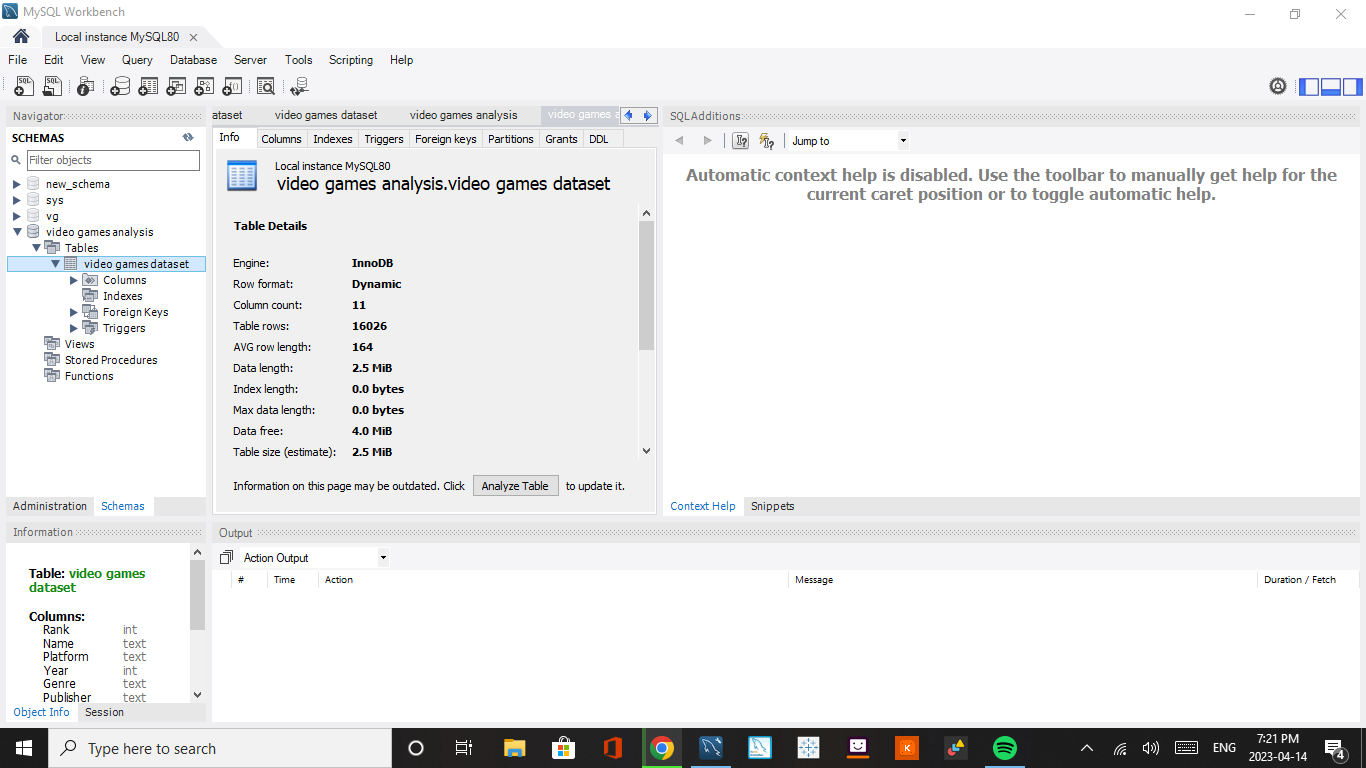 MySQL Workbench
Local instance MySQL80
File Edit View Query Database Server Tools Scripting Help
Navigator
SCHEMAS
Filter objects
new_schema
sys
vg
video games analysis
Tables
video games dataset
Columns
Indexes
Foreign Keys
Triggers
Views
Stored Procedures
Functions
Administration Schemas
Information
Table: video games
dataset
Columns:
Rank int
Name text
Platform text
Year int
Genre text
Publisher text
Object Info Session
ataset video games dataset video games analysis video games a
Info Columns Indexes Triggers Foreign keys Partitions Grants DDL
Local instance MySQL80
video games analysis.video games dataset
Table Details
Engine: InnoDB
Row format: Dynamic
Column count: 11
Table rows: 16026
AVG row length: 164
Data length: 2.5 MiB
Index length: 0.0 bytes
Max data length: 0.0 bytes
Data free: 4.0 MiB
Table size (estimate): 2.5 MiB
Information on this page may be outdated. Click Analyze Table to update it.
SQLAdditions
Jump to
Automatic context help is disabled. Use the toolbar to manually get help for the
current caret position or to toggle automatic help.
Context Help Snippets
Output
Action Output
# Time Action Message Duration / Fetch
Type here to search
ENG
7:21 PM
2023-04-14
4